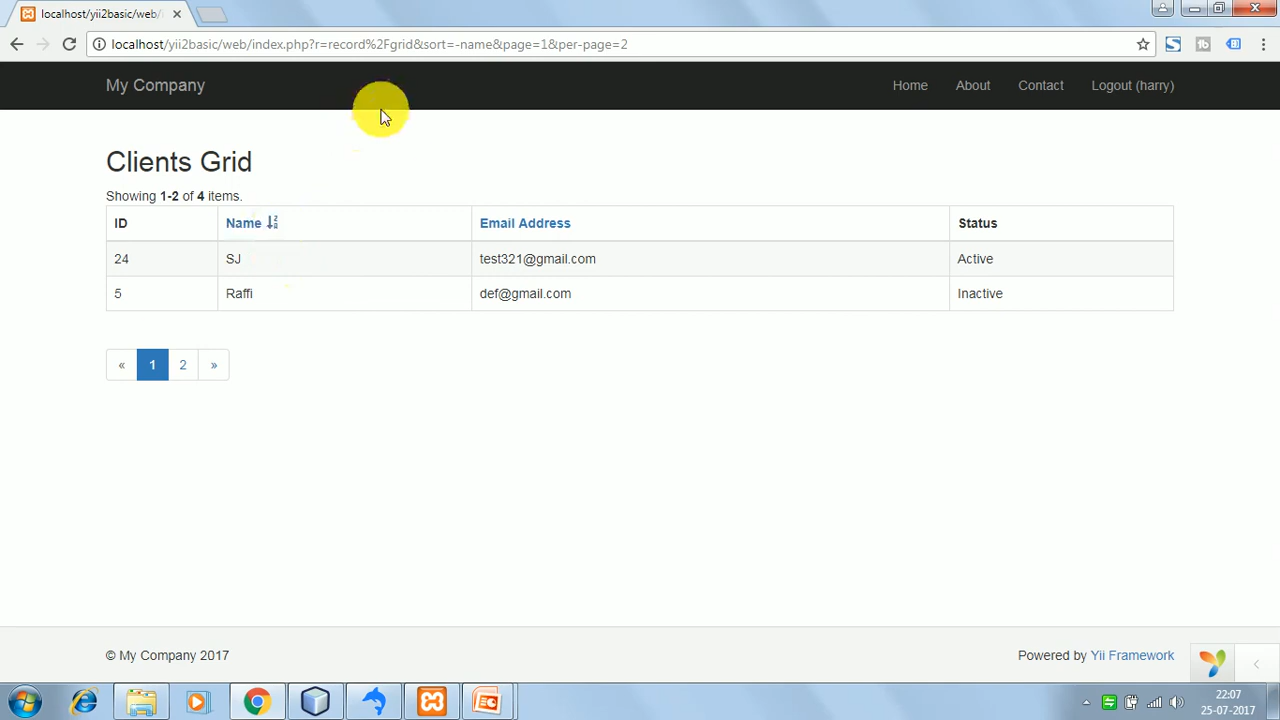 localhost/yii2basic/web/i
localhost/yii2basic/web/index.php?r=record%2Fgrid&sort=-name&page=1&per-page=2
My Company
Home
About
Contact
Logout (harry)
Clients Grid
Showing 1-2 of 4 items.
ID Name Email Address Status
24 SJ test321@gmail.com Active
5 Raffi def@gmail.com Inactive
« 1 2 »
© My Company 2017
Powered by Yii Framework
22:07
25-07-2017